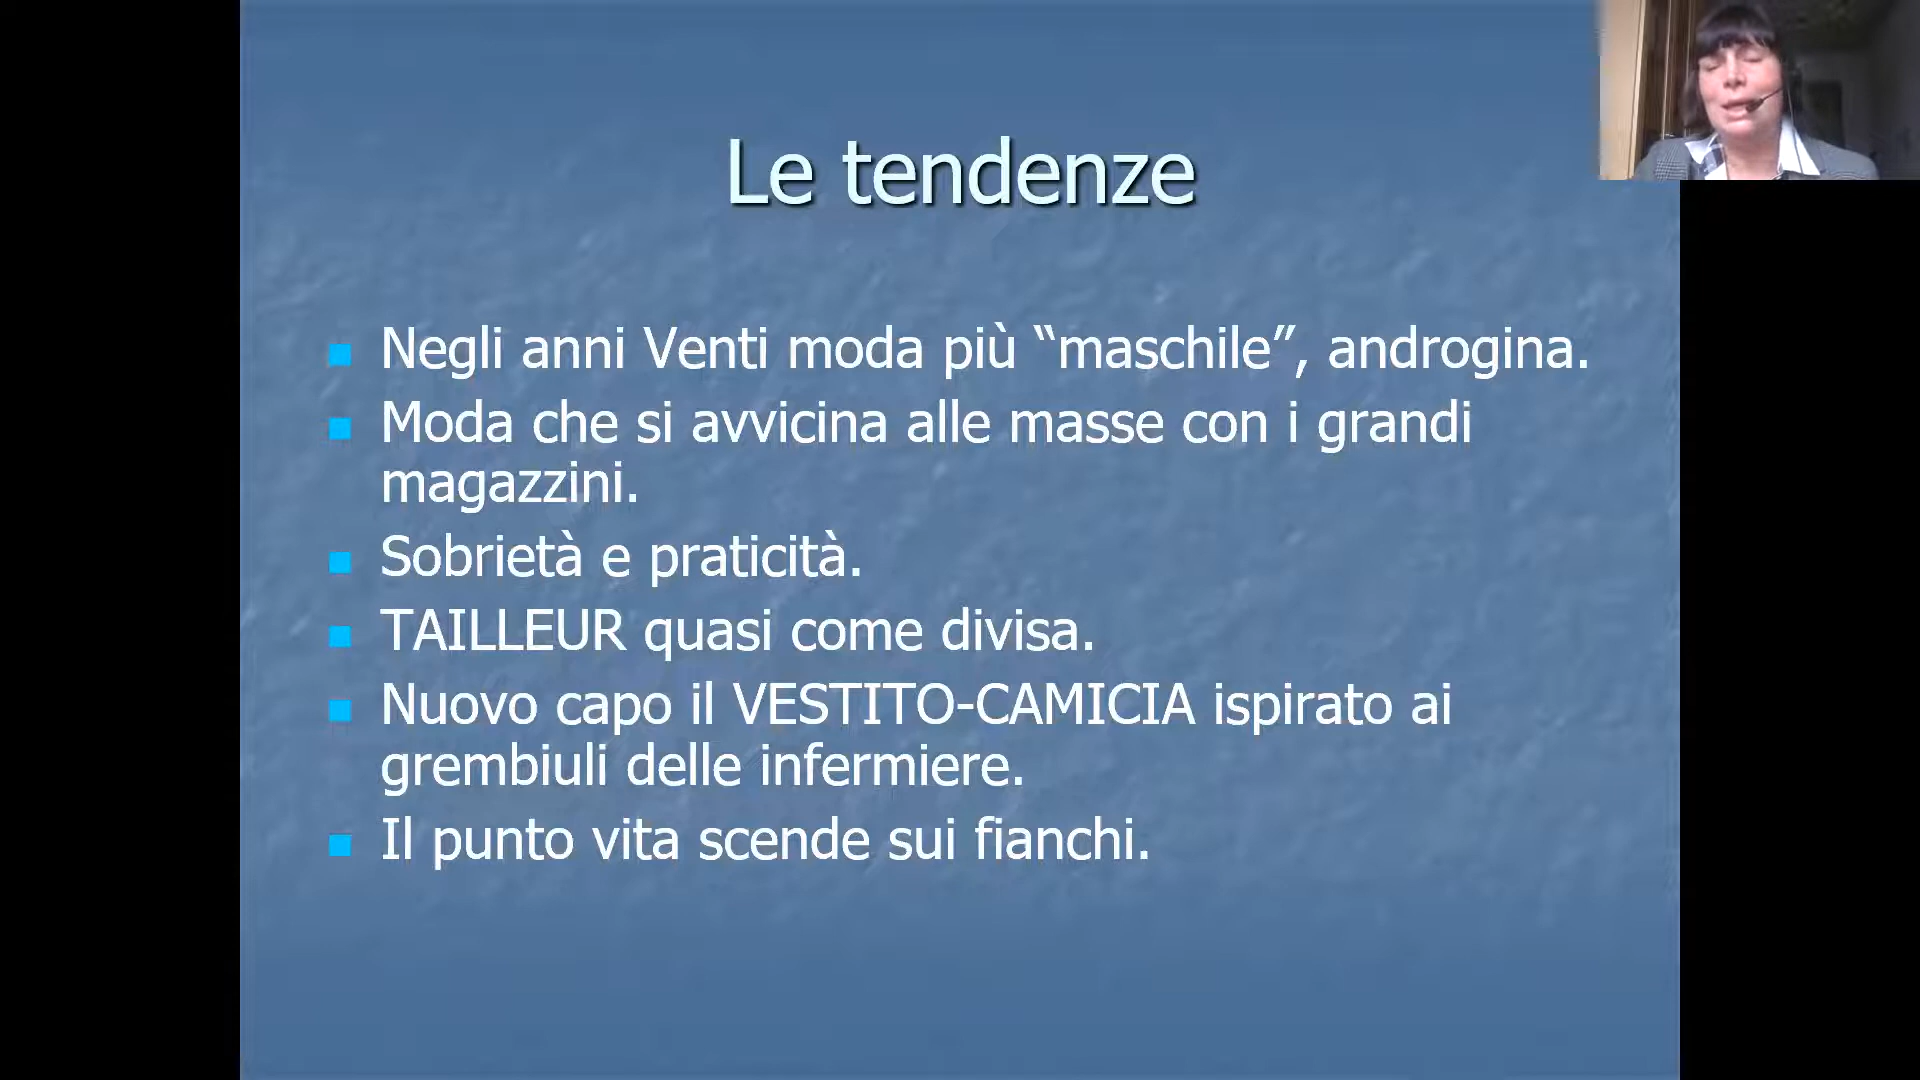 Le tendenze
Negli anni Venti moda più “maschile”, androgina.
Moda che si avvicina alle masse con i grandi
magazzini.
Sobrietà e praticità.
TAILLEUR quasi come divisa.
Nuovo capo il VESTITO-CAMICIA ispirato ai
grembiuli delle infermiere.
Il punto vita scende sui fianchi.